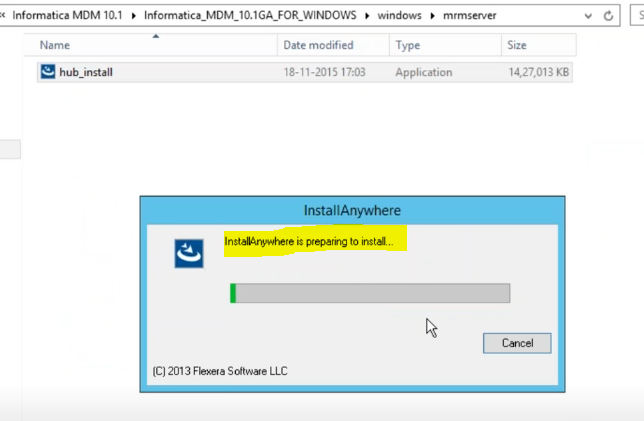 Informatica MDM 10.1 Informatica_MDM_10.1GA_FOR_WINDOWS windows mrmserver
Name Date modified Type Size
hub_install 18-11-2015 17:03 Application 14,27,013 KB
InstallAnywhere
InstallAnywhere is preparing to install...
Cancel
(C) 2013 Flexera Software LLC